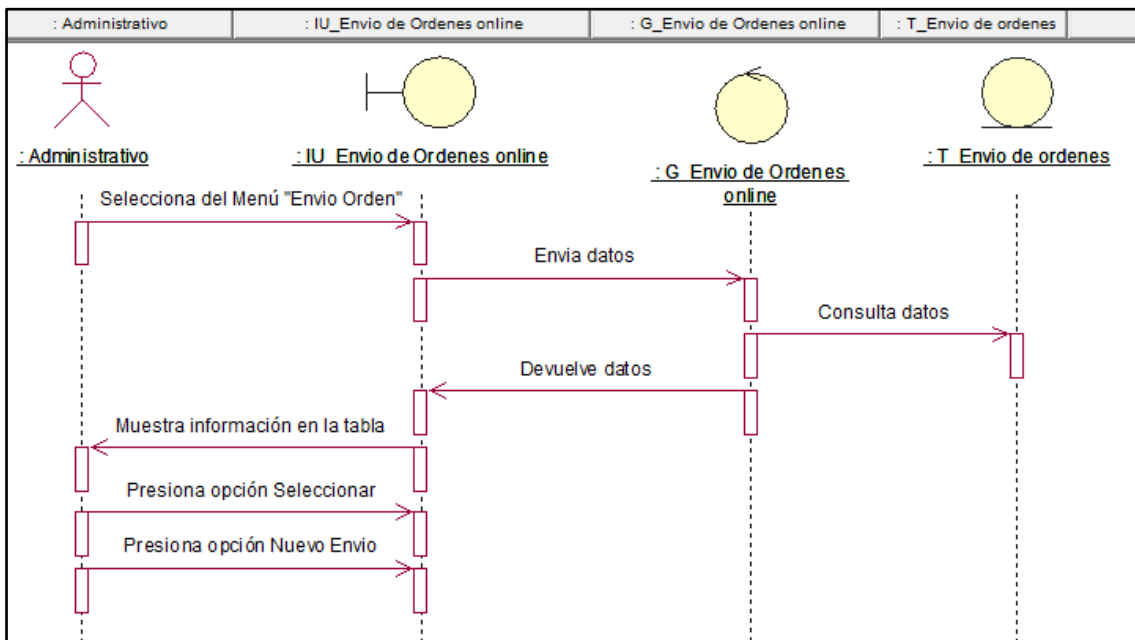 : Administrativo
: IU_Envio de Ordenes online
: G_Envio de Ordenes online
: T_Envio de ordenes
: Administrativo
: IU_Envio de Ordenes online
: G_Envio de Ordenes
online
: T_Envio de ordenes
Selecciona del Menú "Envio Orden"
Envia datos
Consulta datos
Devuelve datos
Muestra información en la tabla
Presiona opción Seleccionar
Presiona opción Nuevo Envio